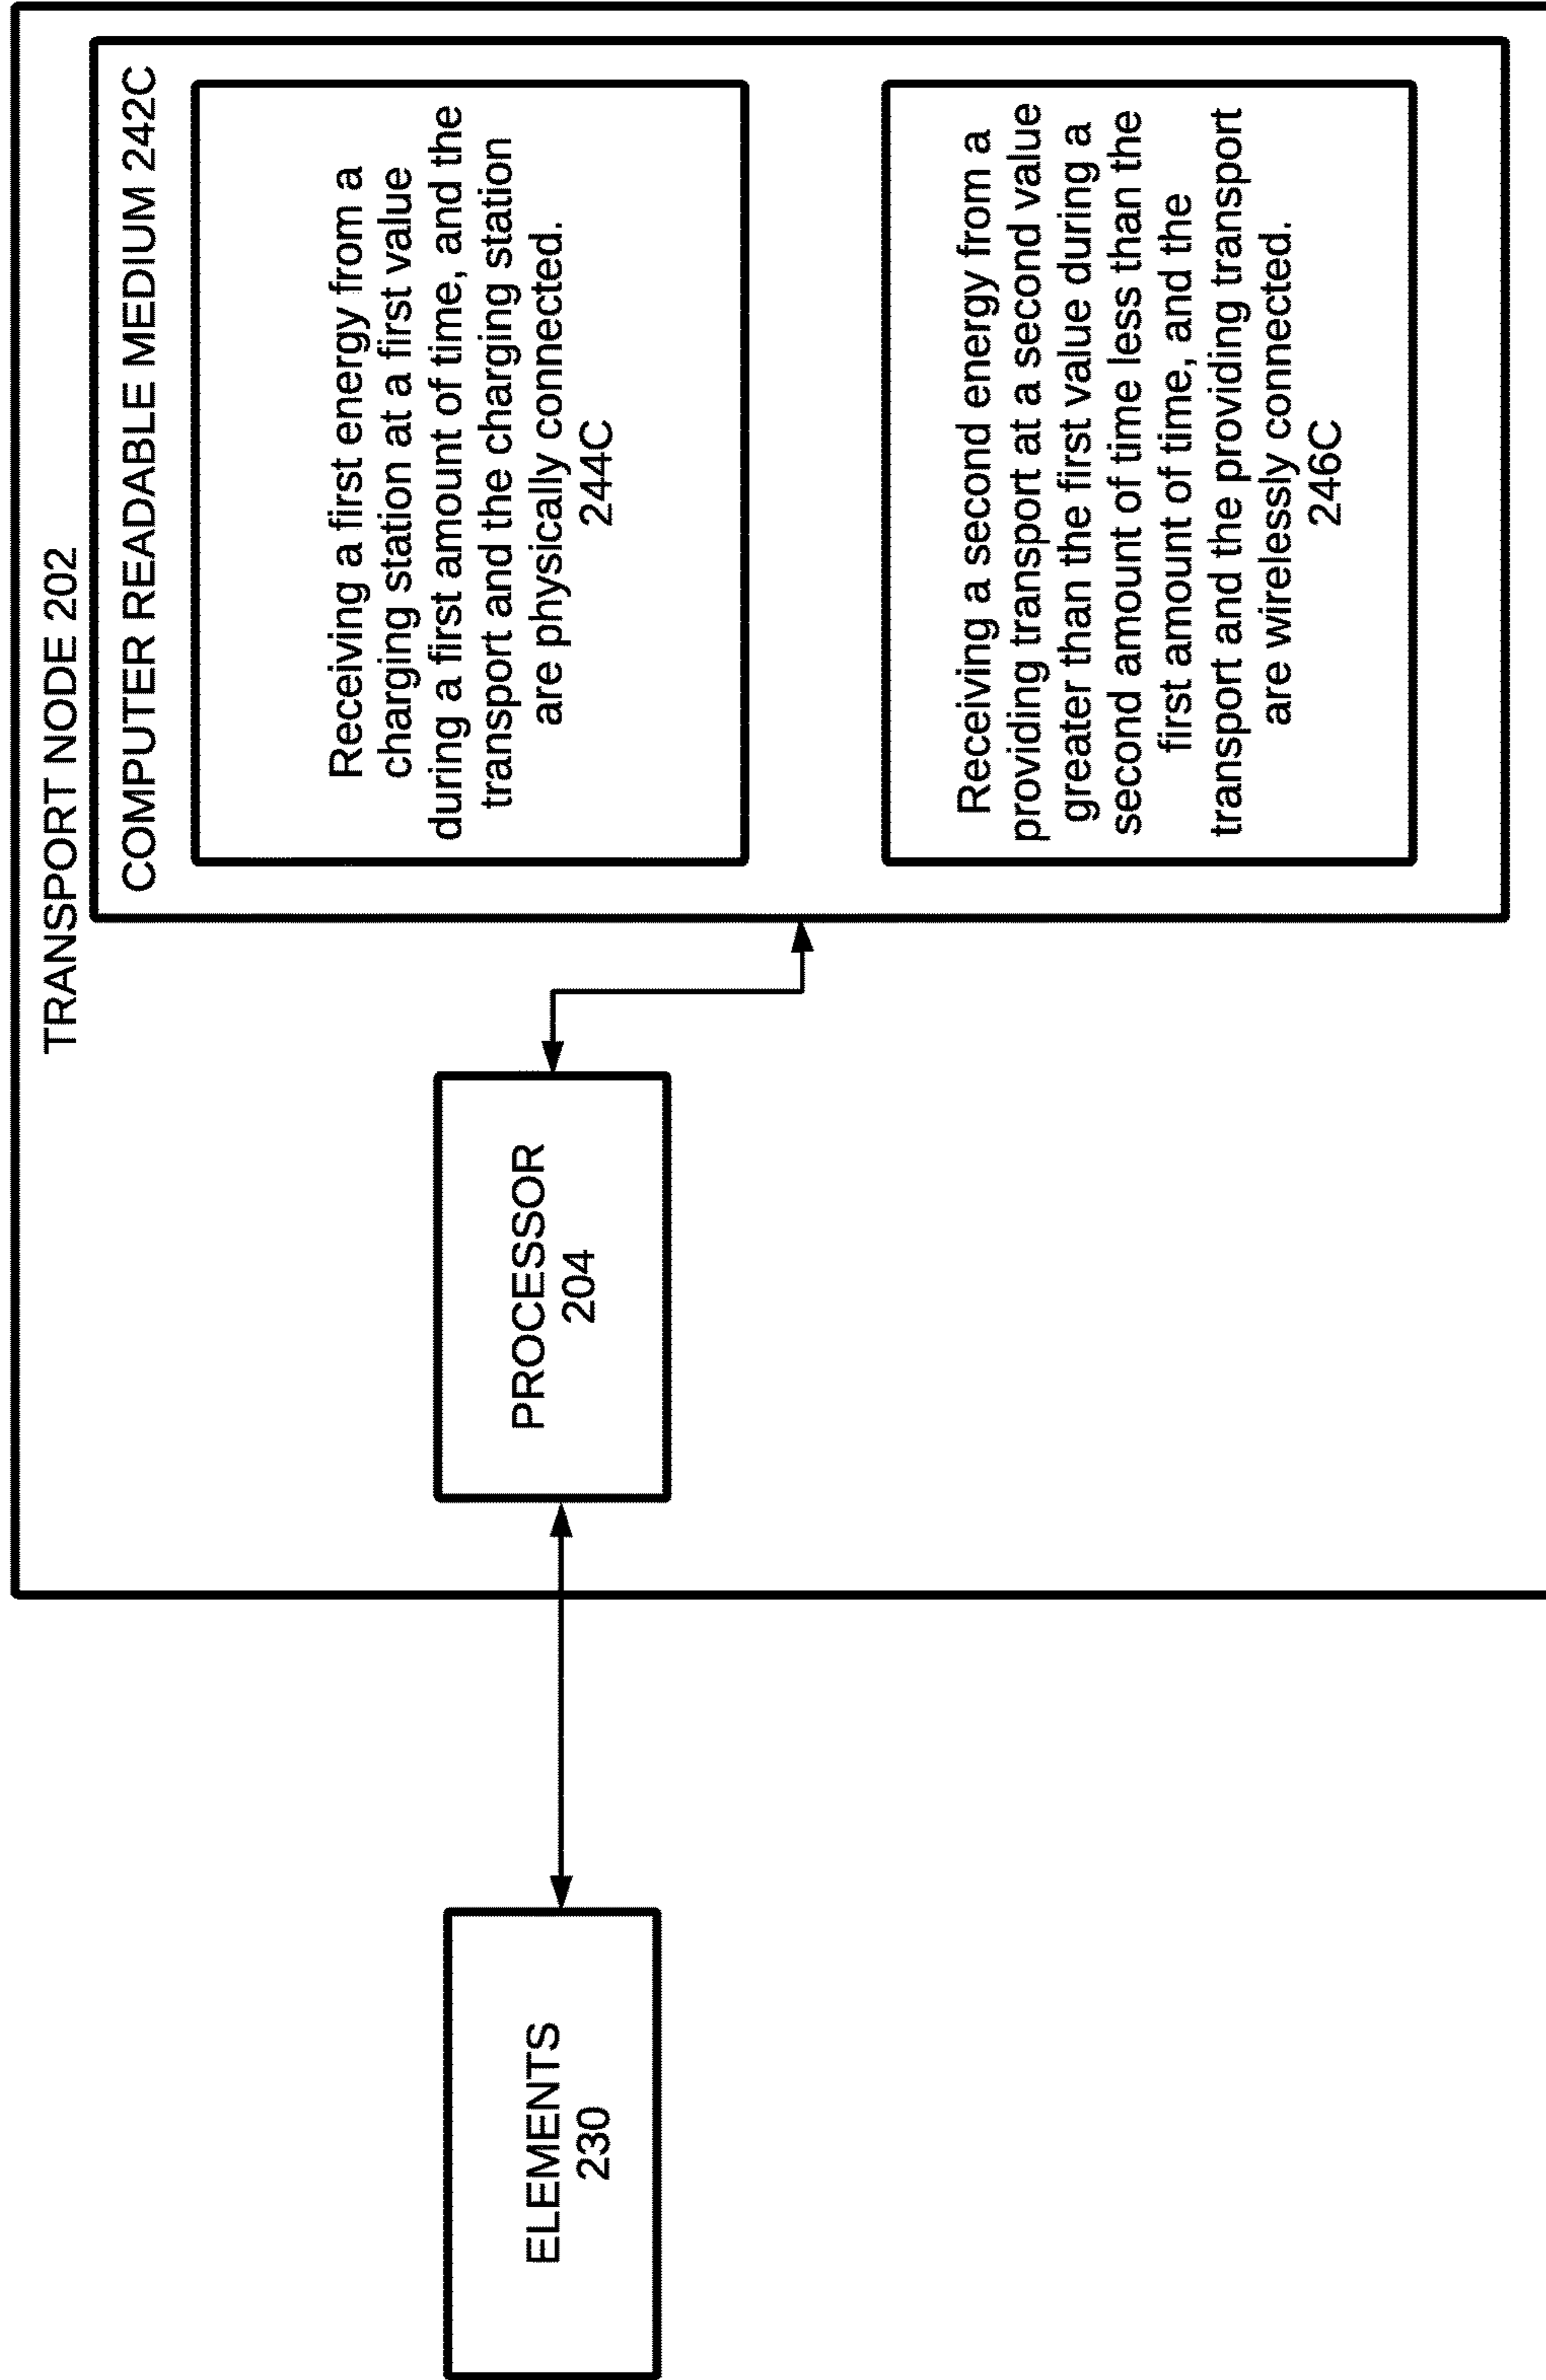 TRANSPORT NODE 202
COMPUTER READABLE MEDIUM 242C
Receiving a first energy from a
charging station at a first value
during a first amount of time, and the
transport and the charging station
are physically connected.
244C
Receiving a second energy from a
providing transport at a second value
greater than the first value during a
second amount of time less than the
first amount of time, and the
transport and the providing transport
are wirelessly connected.
246C
PROCESSOR
204
ELEMENTS
230